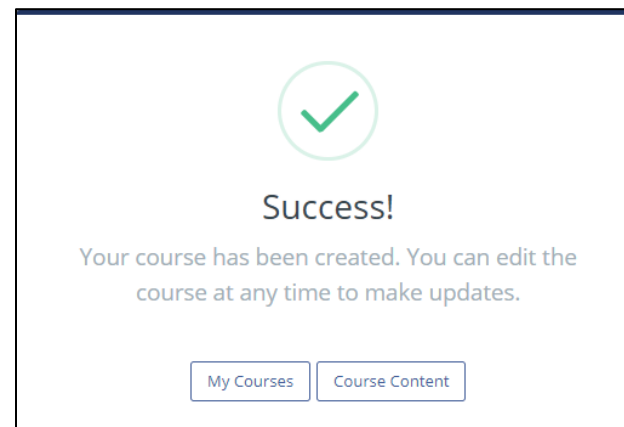 Success!
Your course has been created. You can edit the
course at any time to make updates.
My Courses Course Content